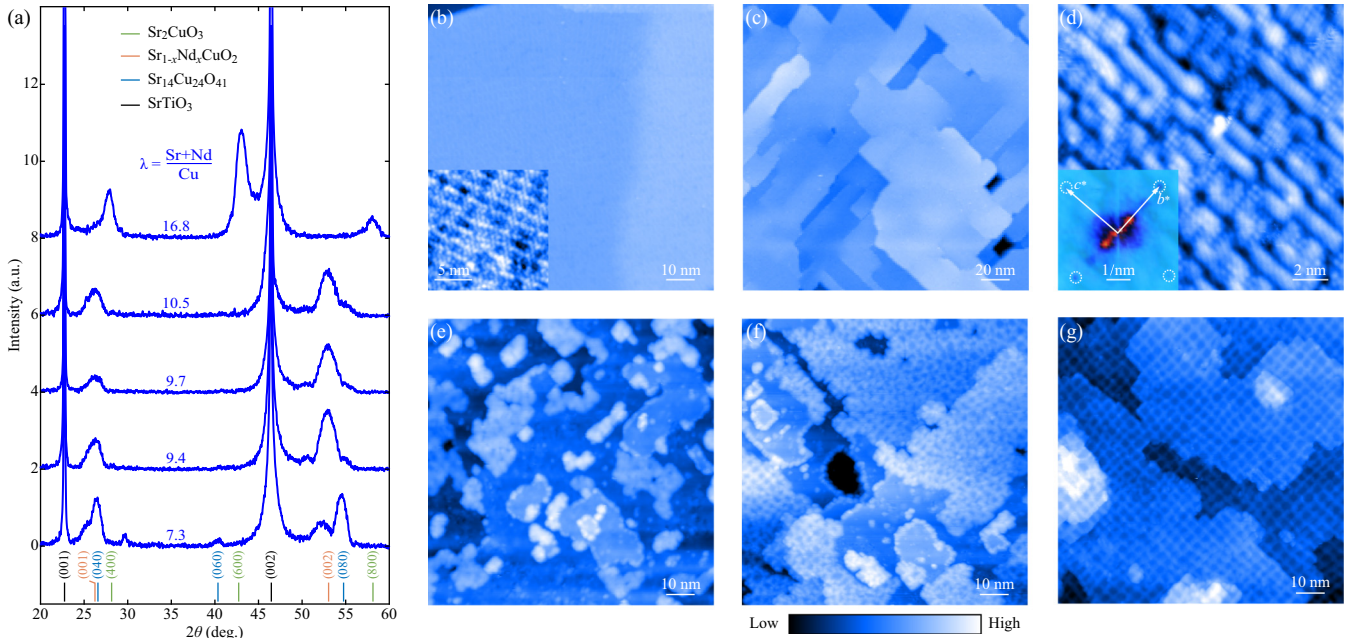 (a)
Sr₂CuO₃
Sr₁₋ₓNdₓCuO₂
Sr₁₄Cu₂₄O₄₁
SrTiO₃
λ = Sr+Nd
Cu
16.8
10.5
9.7
9.4
7.3
Intensity (a.u.)
12
10
8
6
4
2
0
(001)
(001)
(040)
(400)
(060)
(600)
(002)
(002)
(080)
(800)
20 25 30 35 40 45 50 55 60
2θ (deg.)
(b)
5 nm
10 nm
(c)
20 nm
(d)
c*
b*
1/nm
2 nm
(e)
10 nm
(f)
10 nm
(g)
10 nm
Low High